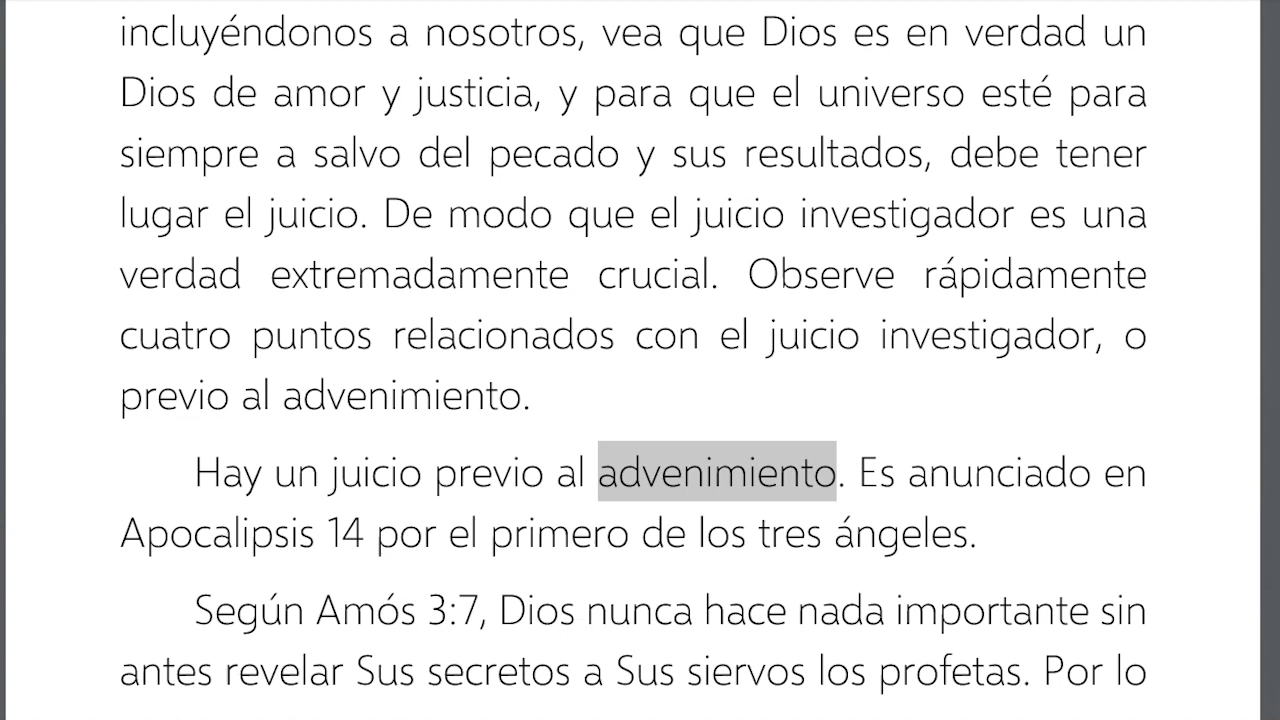 incluyéndonos a nosotros, vea que Dios es en verdad un
Dios de amor y justicia, y para que el universo esté para
siempre a salvo del pecado y sus resultados, debe tener
lugar el juicio. De modo que el juicio investigador es una
verdad extremadamente crucial. Observe rápidamente
cuatro puntos relacionados con el juicio investigador, o
previo al advenimiento.
Hay un juicio previo al advenimiento. Es anunciado en
Apocalipsis 14 por el primero de los tres ángeles.
Según Amós 3:7, Dios nunca hace nada importante sin
antes revelar Sus secretos a Sus siervos los profetas. Por lo